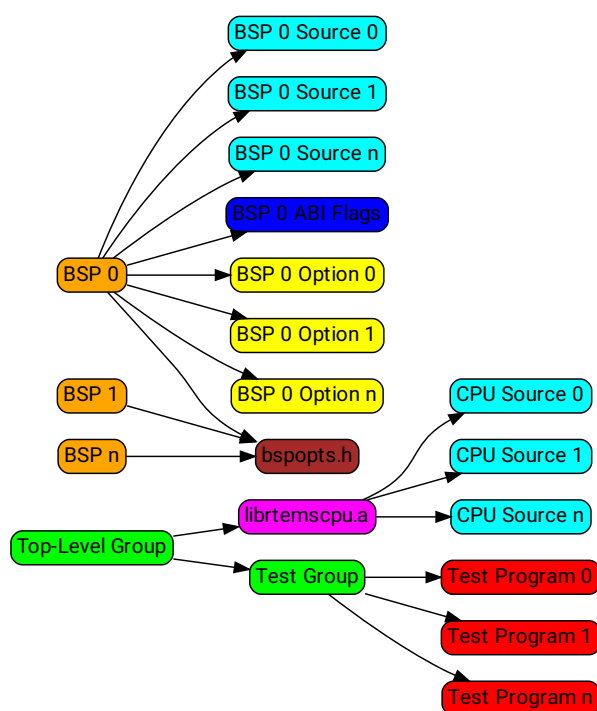 BSP 0 Source 0
BSP 0 Source 1
BSP 0 Source n
BSP 0 ABI Flags
BSP 0
BSP 0 Option 0
BSP 0 Option 1
BSP 0 Option n
BSP 1
BSP n
bspopts.h
CPU Source 0
CPU Source 1
librtemscpu.a
CPU Source n
Top-Level Group
Test Group
Test Program 0
Test Program 1
Test Program n